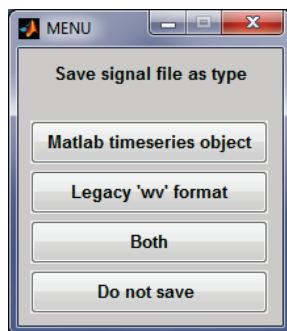 MENU
Save signal file as type
Matlab timeseries object
Legacy 'wv' format
Both
Do not save